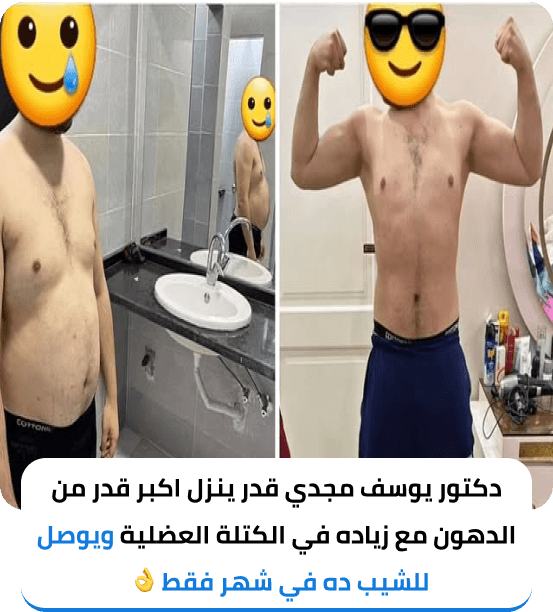 COTTONIL
دكتور يوسف مجدي قدر ينزل اكبر قدر من
الدهون مع زياده في الكتلة العضلية ويوصل
للشيب ده في شهر فقط👌